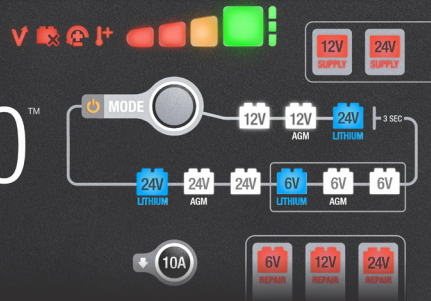 12V
SUPPLY
24V
SUPPLY
TM
MODE
12V
12V
AGM
24V
LITHIUM
3 SEC
24V
LITHIUM
24V
AGM
24V
6V
LITHIUM
6V
AGM
6V
10A
6V
REPAIR
12V
REPAIR
24V
REPAIR